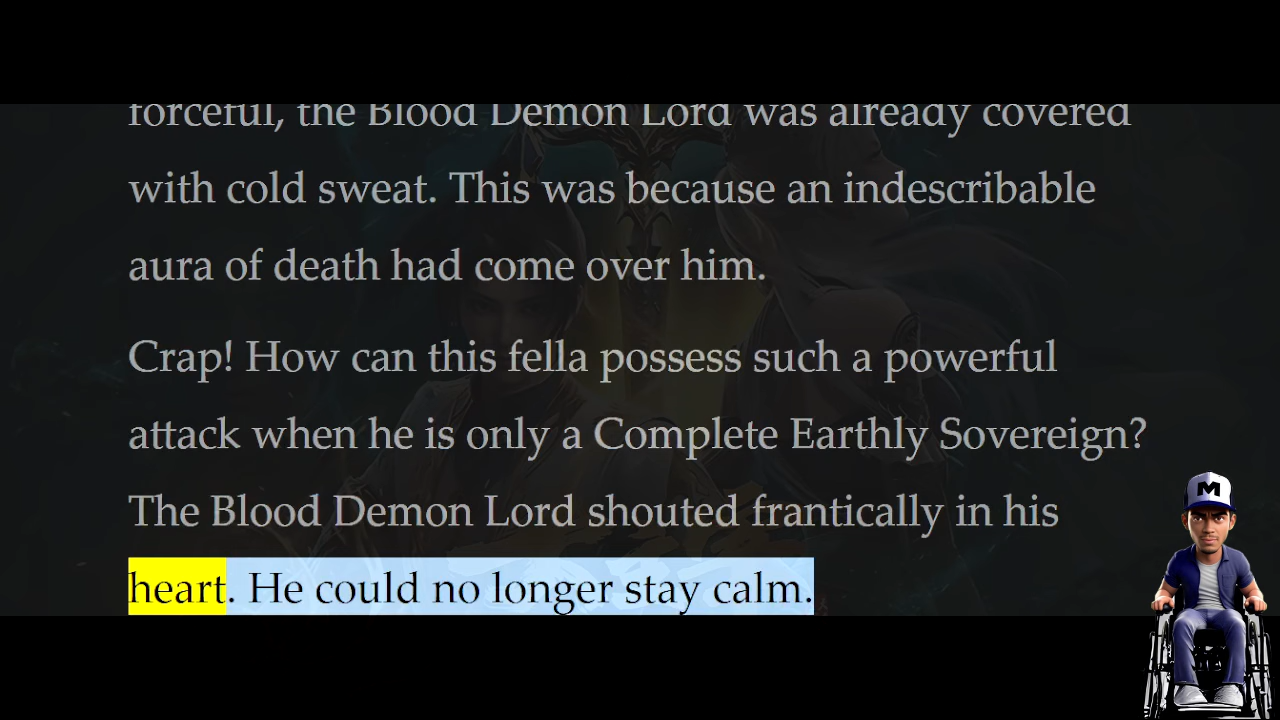 forceful, the Blood Demon Lord was already covered
with cold sweat. This was because an indescribable
aura of death had come over him.
Crap! How can this fella possess such a powerful
attack when he is only a Complete Earthly Sovereign?
The Blood Demon Lord shouted frantically in his
heart. He could no longer stay calm.
M